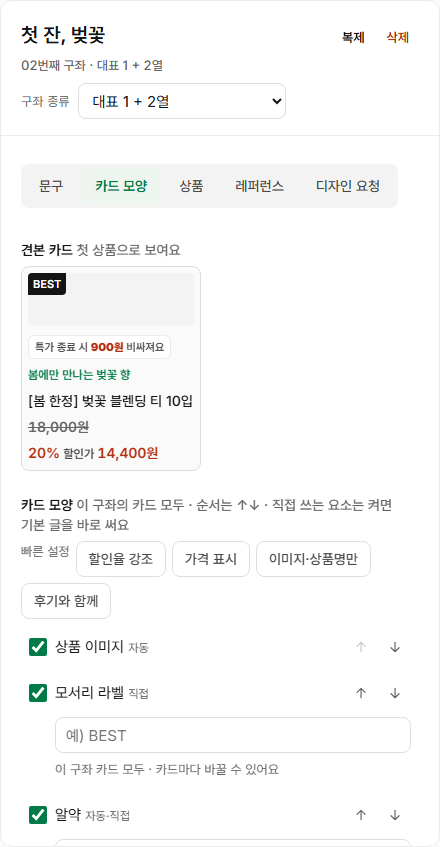 첫 잔, 벚꽃
복제 삭제
02번째 구좌 · 대표 1 + 2열
구좌 종류 대표 1 + 2열
문구 카드 모양 상품 레퍼런스 디자인 요청
견본 카드 첫 상품으로 보여요
BEST
특가 종료 시 900원 비싸져요
봄에만 만나는 벚꽃 향
[봄 한정] 벚꽃 블렌딩 티 10입
18,000원
20% 할인가 14,400원
카드 모양 이 구좌의 카드 모두 · 순서는 ↑↓ · 직접 쓰는 요소는 켜면
기본 글을 바로 써요
빠른 설정 할인율 강조 가격 표시 이미지·상품명만
후기와 함께
상품 이미지 자동 ↑ ↓
모서리 라벨 직접 ↑ ↓
예) BEST
이 구좌 카드 모두 · 카드마다 바꿀 수 있어요
알약 자동·직접 ↑ ↓